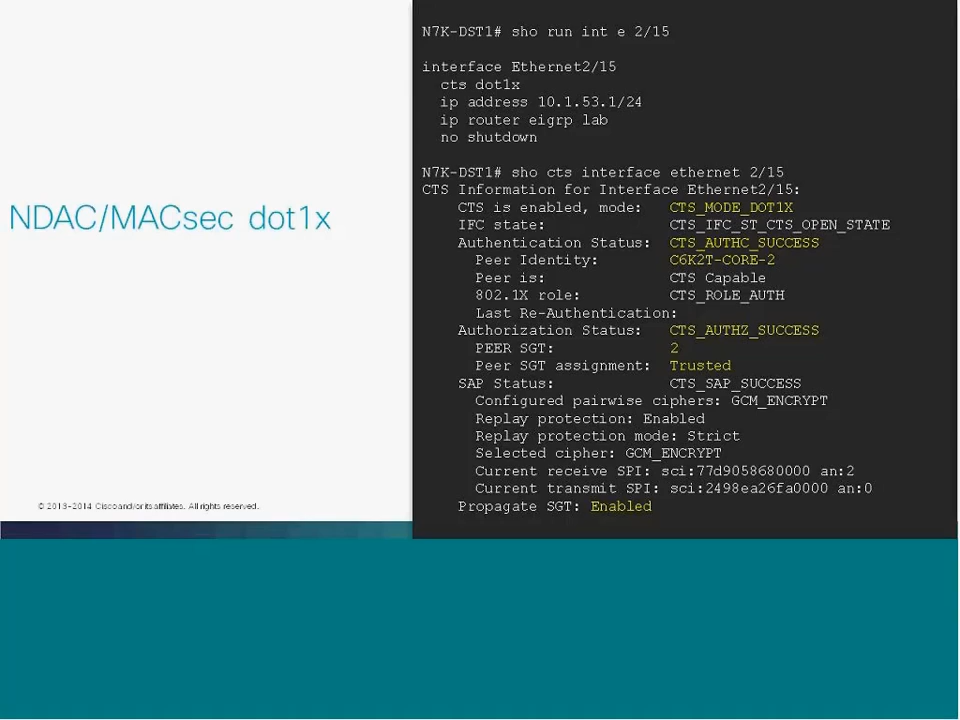 NDAC/MACsec dot1x
© 2013-2014 Cisco and/or its affiliates. All rights reserved.
N7K-DST1# sho run int e 2/15
interface Ethernet2/15
cts dot1x
ip address 10.1.53.1/24
ip router eigrp lab
no shutdown
N7K-DST1# sho cts interface ethernet 2/15
CTS Information for Interface Ethernet2/15:
CTS is enabled, mode: CTS_MODE_DOT1X
IFC state: CTS_IFC_ST_CTS_OPEN_STATE
Authentication Status: CTS_AUTHC_SUCCESS
Peer Identity: C6K2T-CORE-2
Peer is: CTS Capable
802.1X role: CTS_ROLE_AUTH
Last Re-Authentication:
Authorization Status: CTS_AUTHZ_SUCCESS
PEER SGT: 2
Peer SGT assignment: Trusted
SAP Status: CTS_SAP_SUCCESS
Configured pairwise ciphers: GCM_ENCRYPT
Replay protection: Enabled
Replay protection mode: Strict
Selected cipher: GCM_ENCRYPT
Current receive SPI: sci:77d9058680000 an:2
Current transmit SPI: sci:2498ea26fa0000 an:0
Propagate SGT: Enabled